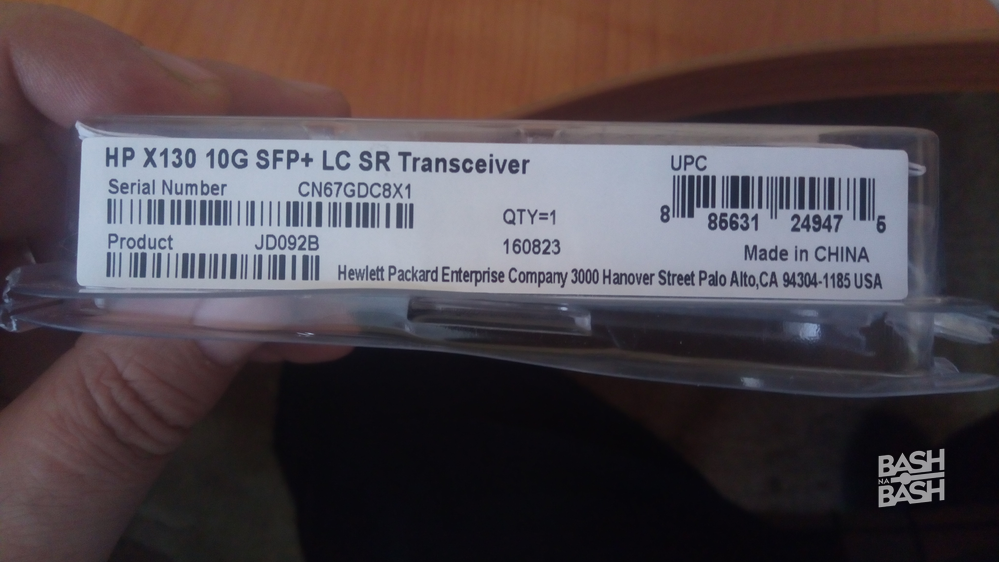 HP X130 10G SFP+ LC SR Transceiver
Serial Number CN67GDC8X1
Product JD092B
QTY=1
160823
UPC
8 85631 24947 5
Made in CHINA
Hewlett Packard Enterprise Company 3000 Hanover Street Palo Alto,CA 94304-1185 USA
BASH
NA
BASH